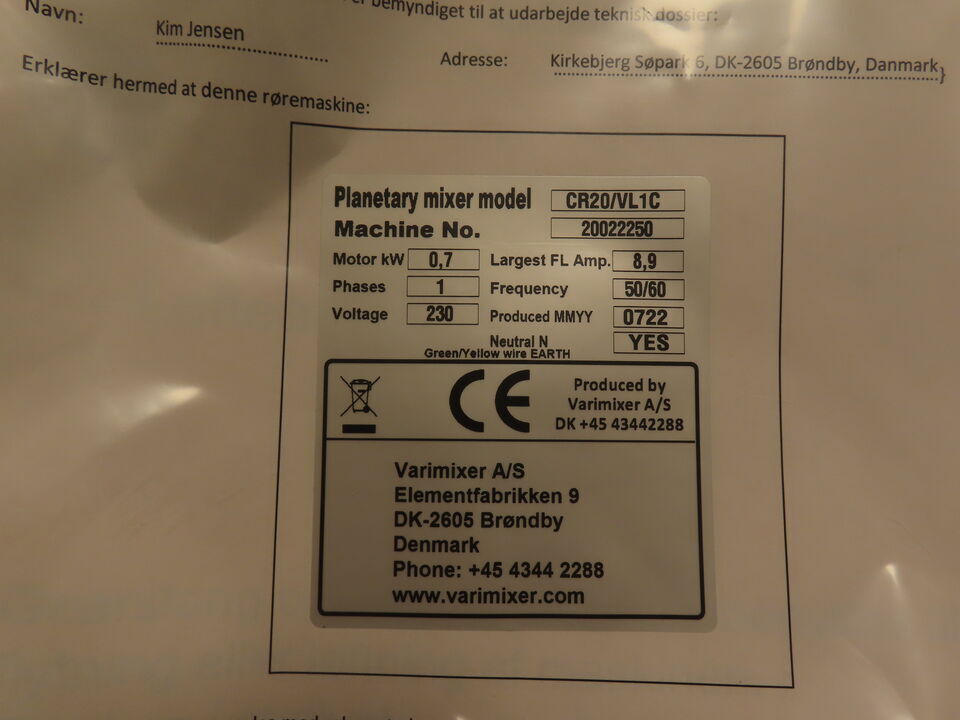 bemyndiget til at udarbejde teknisk dossier:
Navn:
Kim Jensen
Adresse:
Kirkebjerg Søpark 6, DK-2605 Brøndby, Danmark}
Erklærer hermed at denne røremaskine:
Planetary mixer model CR20/VL1C
Machine No. 20022250
Motor kW 0,7 Largest FL Amp. 8,9
Phases 1 Frequency 50/60
Voltage 230 Produced MMYY 0722
Neutral N YES
Green/Yellow wire EARTH
CE
Produced by
Varimixer A/S
DK +45 43442288
Varimixer A/S
Elementfabrikken 9
DK-2605 Brøndby
Denmark
Phone: +45 4344 2288
www.varimixer.com